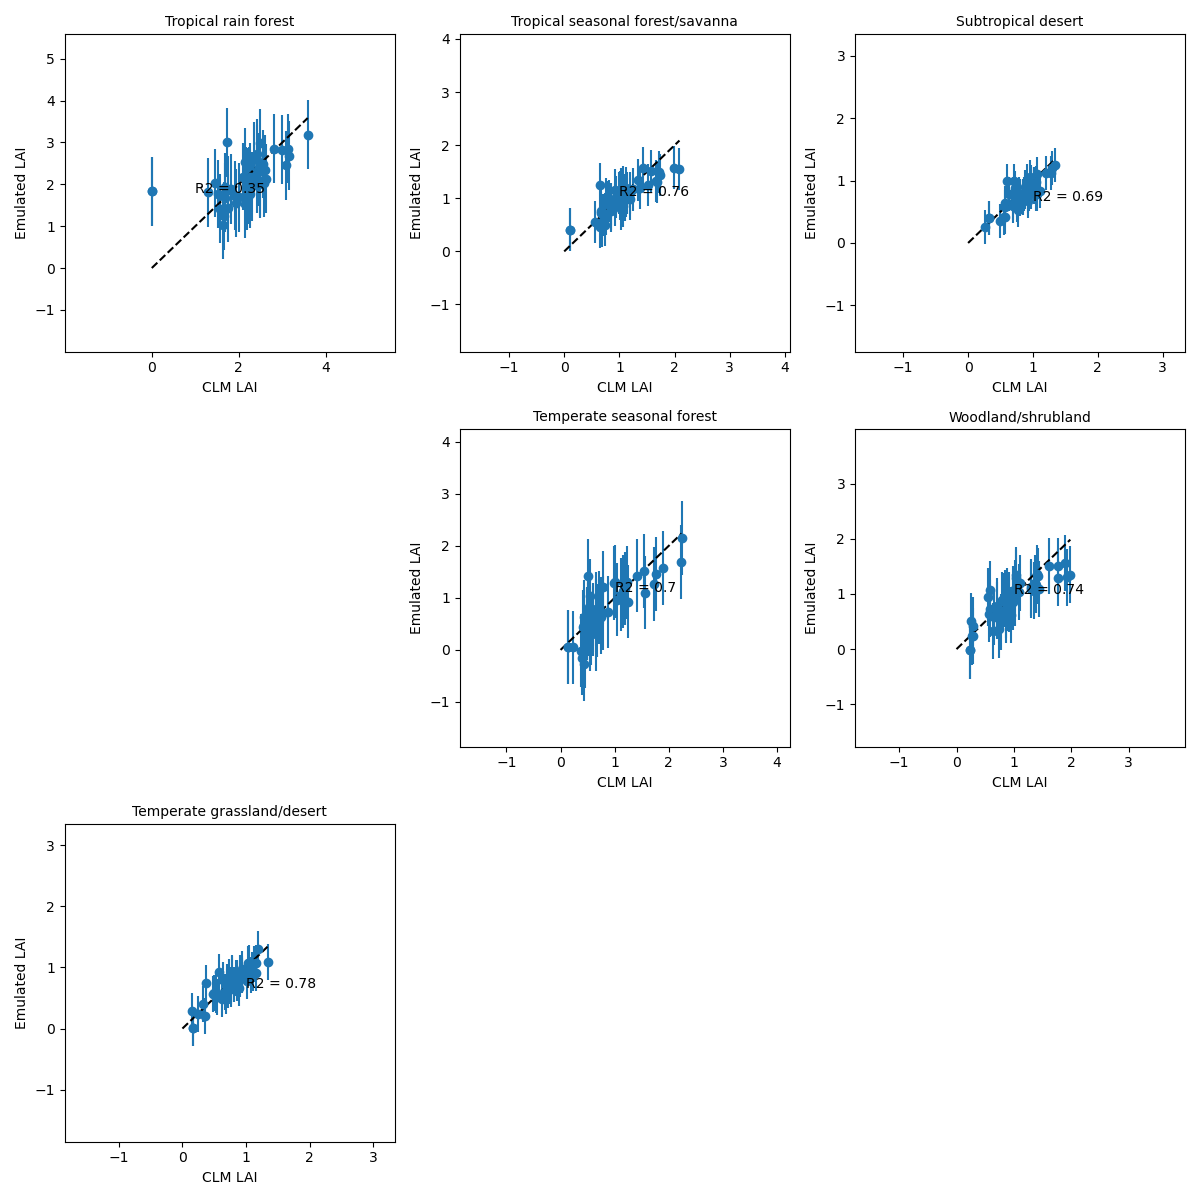 Tropical rain forest
5
4
3
2
1
0
−1
Emulated LAI
R2 = 0.35
0 2 4
CLM LAI
Tropical seasonal forest/savanna
4
3
2
1
0
−1
Emulated LAI
R2 = 0.76
−1 0 1 2 3 4
CLM LAI
Subtropical desert
3
2
1
0
−1
Emulated LAI
R2 = 0.69
−1 0 1 2 3
CLM LAI
Temperate seasonal forest
4
3
2
1
0
−1
Emulated LAI
R2 = 0.7
−1 0 1 2 3 4
CLM LAI
Woodland/shrubland
3
2
1
0
−1
Emulated LAI
R2 = 0.74
−1 0 1 2 3
CLM LAI
Temperate grassland/desert
3
2
1
0
−1
Emulated LAI
R2 = 0.78
−1 0 1 2 3
CLM LAI